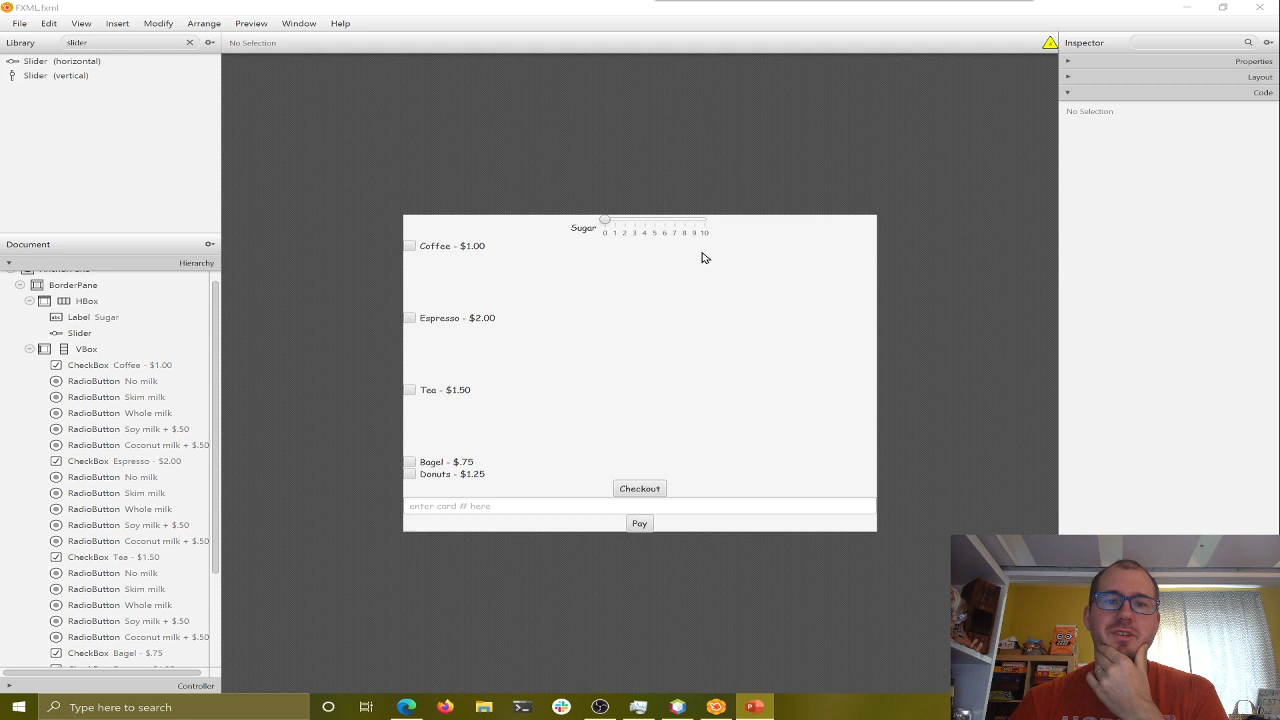 FXML.fxml
File Edit View Insert Modify Arrange Preview Window Help
Library slider
No Selection
Inspector
Slider (horizontal)
Slider (vertical)
Properties
Layout
Code
No Selection
Document
Hierarchy
BorderPane
HBox
Label Sugar
Slider
VBox
CheckBox Coffee - $1.00
RadioButton No milk
RadioButton Skim milk
RadioButton Whole milk
RadioButton Soy milk + $.50
RadioButton Coconut milk + $.50
CheckBox Espresso - $2.00
RadioButton No milk
RadioButton Skim milk
RadioButton Whole milk
RadioButton Soy milk + $.50
RadioButton Coconut milk + $.50
CheckBox Tea - $1.50
RadioButton No milk
RadioButton Skim milk
RadioButton Whole milk
RadioButton Soy milk + $.50
RadioButton Coconut milk + $.50
CheckBox Bagel - $.75
Controller
Sugar
0 1 2 3 4 5 6 7 8 9 10
Coffee - $1.00
Espresso - $2.00
Tea - $1.50
Bagel - $.75
Donuts - $1.25
Checkout
enter card # here
Pay
Type here to search